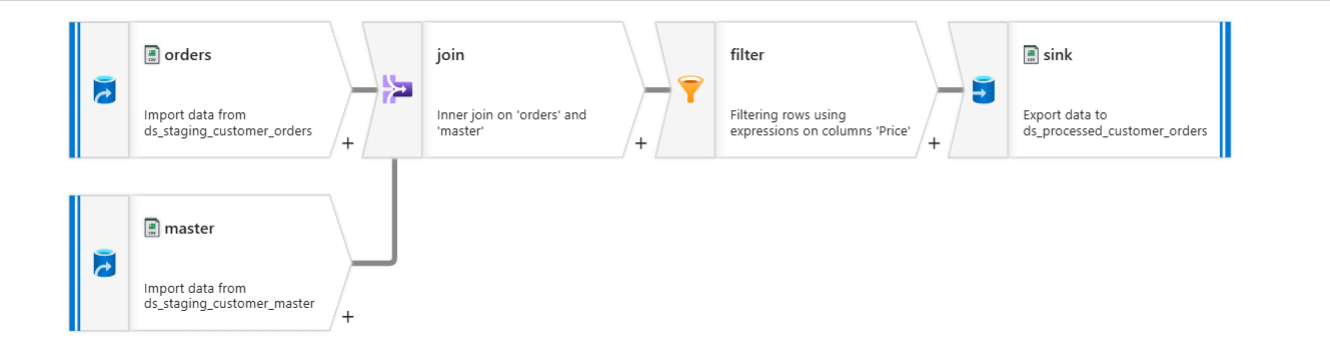 orders
Import data from
ds_staging_customer_orders
+
join
Inner join on 'orders' and
'master'
+
filter
Filtering rows using
expressions on columns 'Price'
+
sink
Export data to
ds_processed_customer_orders
master
Import data from
ds_staging_customer_master
+